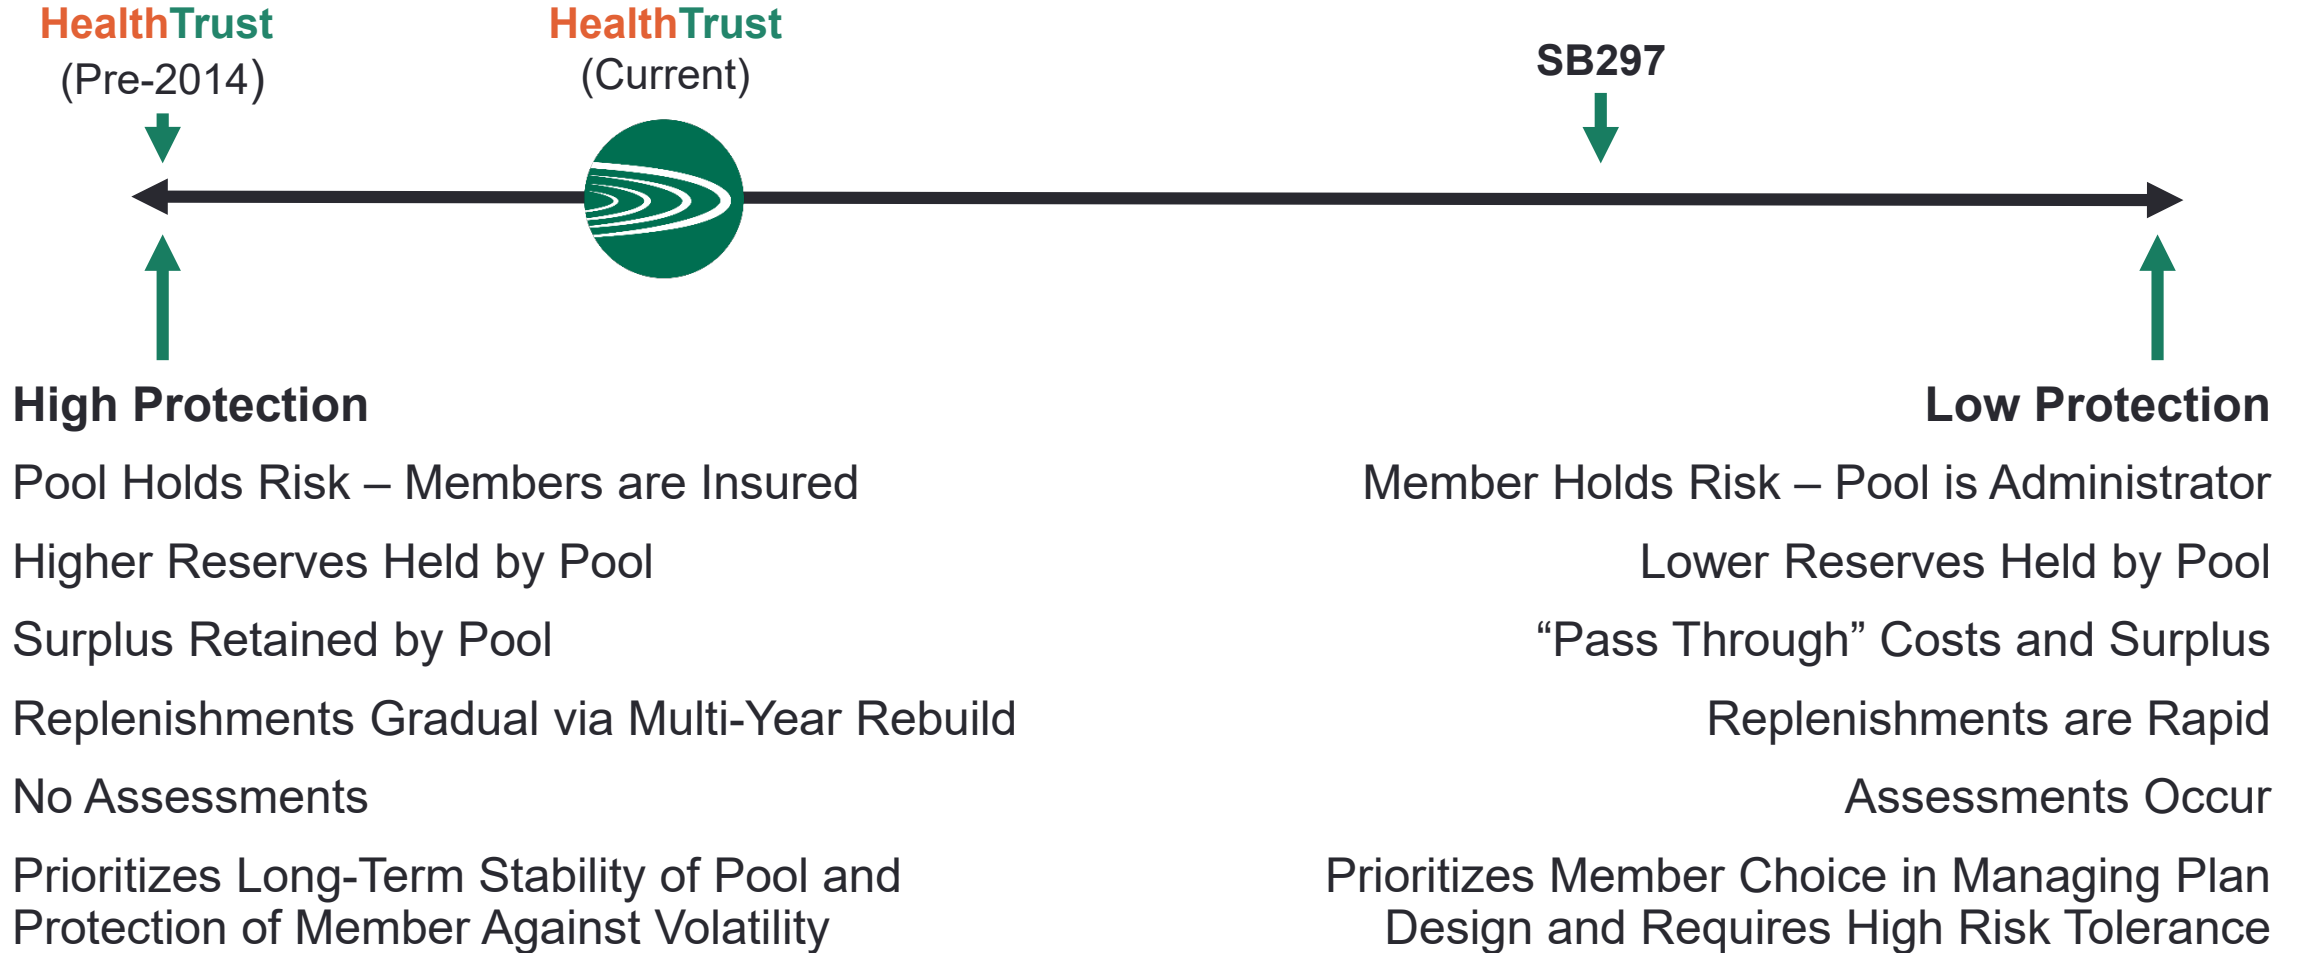 HealthTrust
(Pre-2014)
HealthTrust
(Current)
SB297
High Protection
Pool Holds Risk – Members are Insured
Higher Reserves Held by Pool
Surplus Retained by Pool
Replenishments Gradual via Multi-Year Rebuild
No Assessments
Prioritizes Long-Term Stability of Pool and
Protection of Member Against Volatility
Low Protection
Member Holds Risk – Pool is Administrator
Lower Reserves Held by Pool
“Pass Through” Costs and Surplus
Replenishments are Rapid
Assessments Occur
Prioritizes Member Choice in Managing Plan
Design and Requires High Risk Tolerance